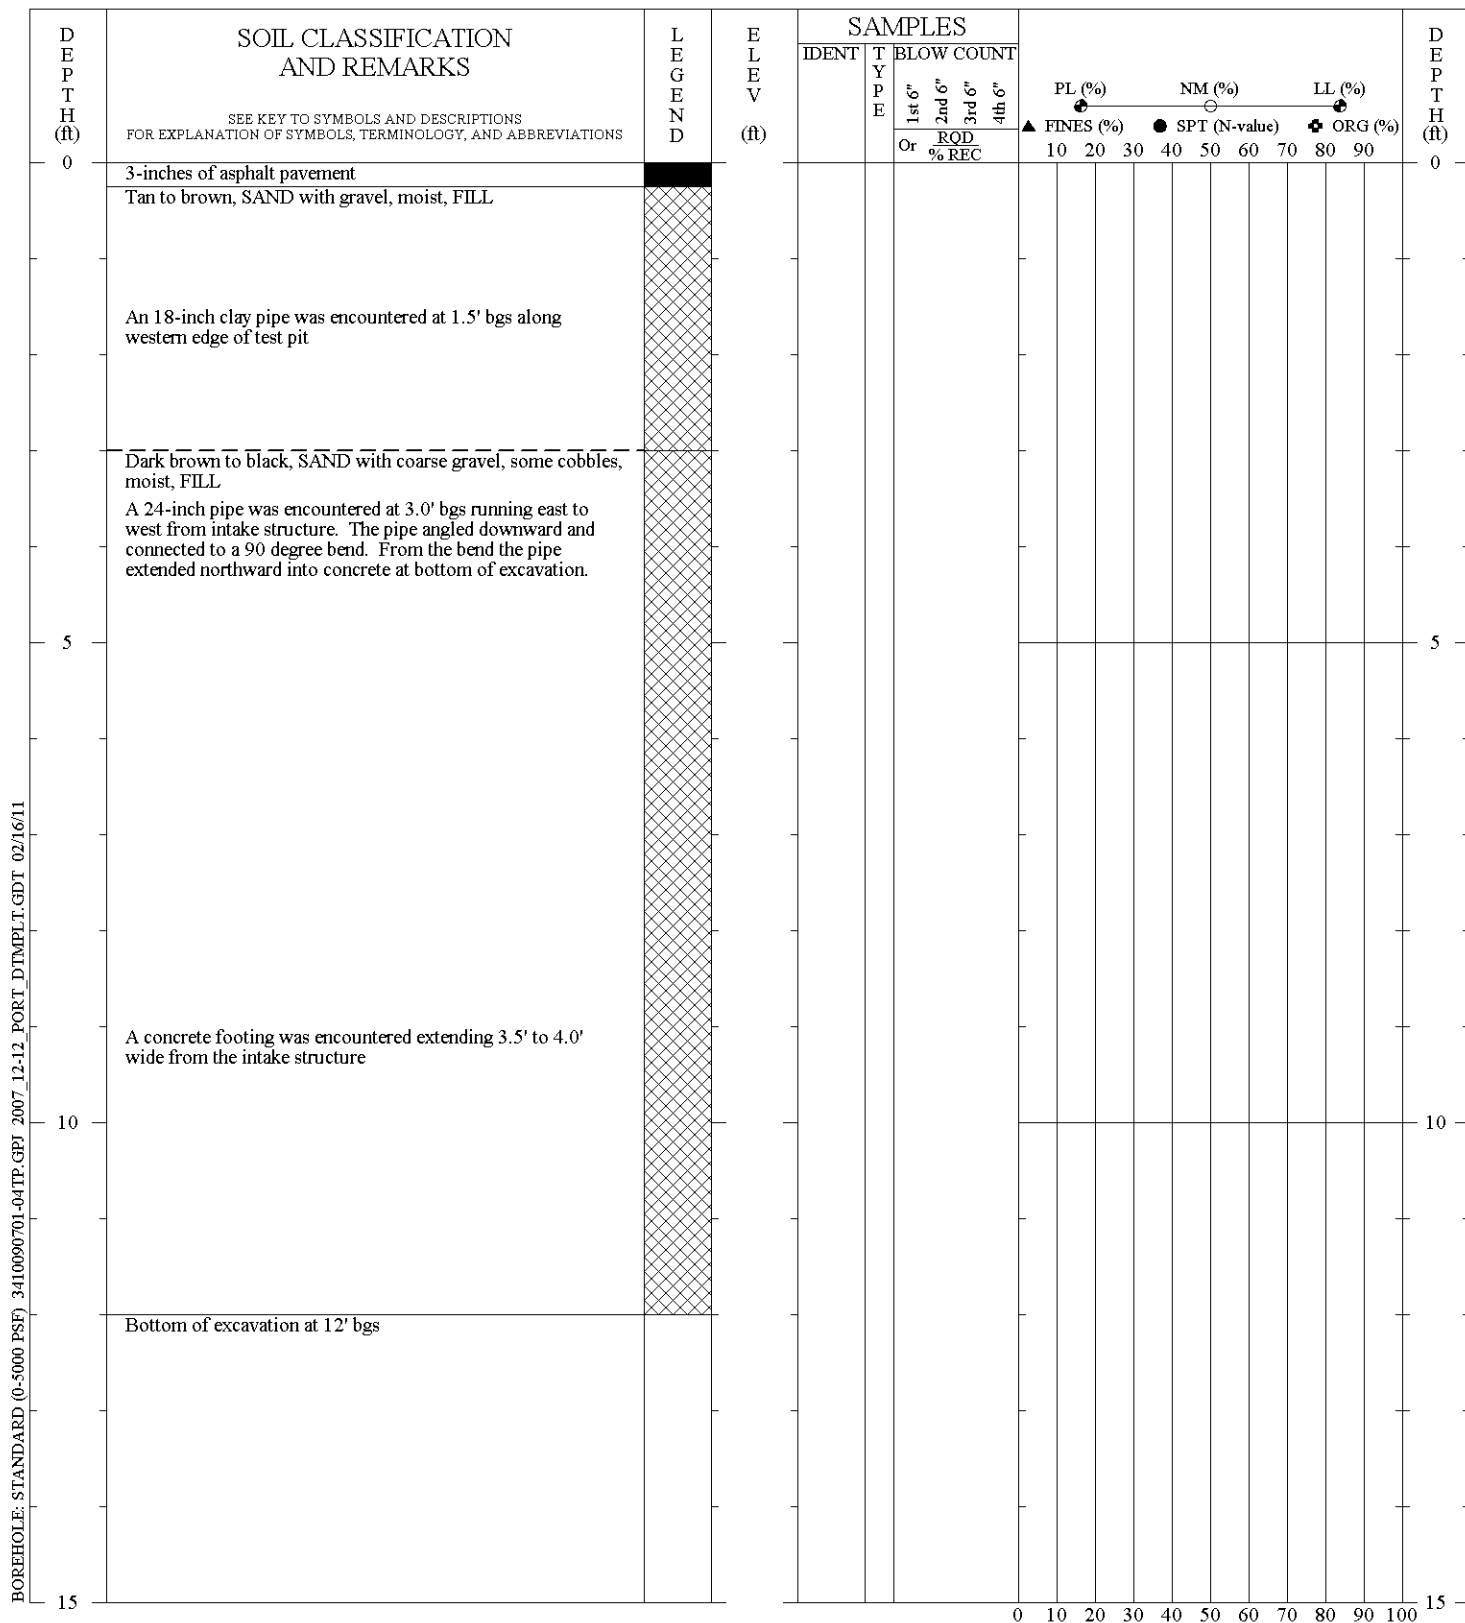 DEPTH
(ft)
SOIL CLASSIFICATION
AND REMARKS
SEE KEY TO SYMBOLS AND DESCRIPTIONS
FOR EXPLANATION OF SYMBOLS, TERMINOLOGY, AND ABBREVIATIONS
LEGEND
ELEV
(ft)
SAMPLES
IDENT
TYPE
BLOW COUNT
1st 6"
2nd 6"
3rd 6"
4th 6"
Or RQD
% REC
PL (%) NM (%) LL (%)
FINES (%) SPT (N-value) ORG (%)
10 20 30 40 50 60 70 80 90
DEPTH
(ft)
0
3-inches of asphalt pavement
0
Tan to brown, SAND with gravel, moist, FILL
An 18-inch clay pipe was encountered at 1.5' bgs along
western edge of test pit
Dark brown to black, SAND with coarse gravel, some cobbles,
moist, FILL
A 24-inch pipe was encountered at 3.0' bgs running east to
west from intake structure. The pipe angled downward and
connected to a 90 degree bend. From the bend the pipe
extended northward into concrete at bottom of excavation.
5
5
A concrete footing was encountered extending 3.5' to 4.0'
wide from the intake structure
10
10
Bottom of excavation at 12' bgs
15
15
0 10 20 30 40 50 60 70 80 90 100
BOREHOLE: STANDARD (0-5000 PSF) 3410090701-04TP.GPJ 2007_12-12_PORT_DTMPLT.GDT 02/16/11